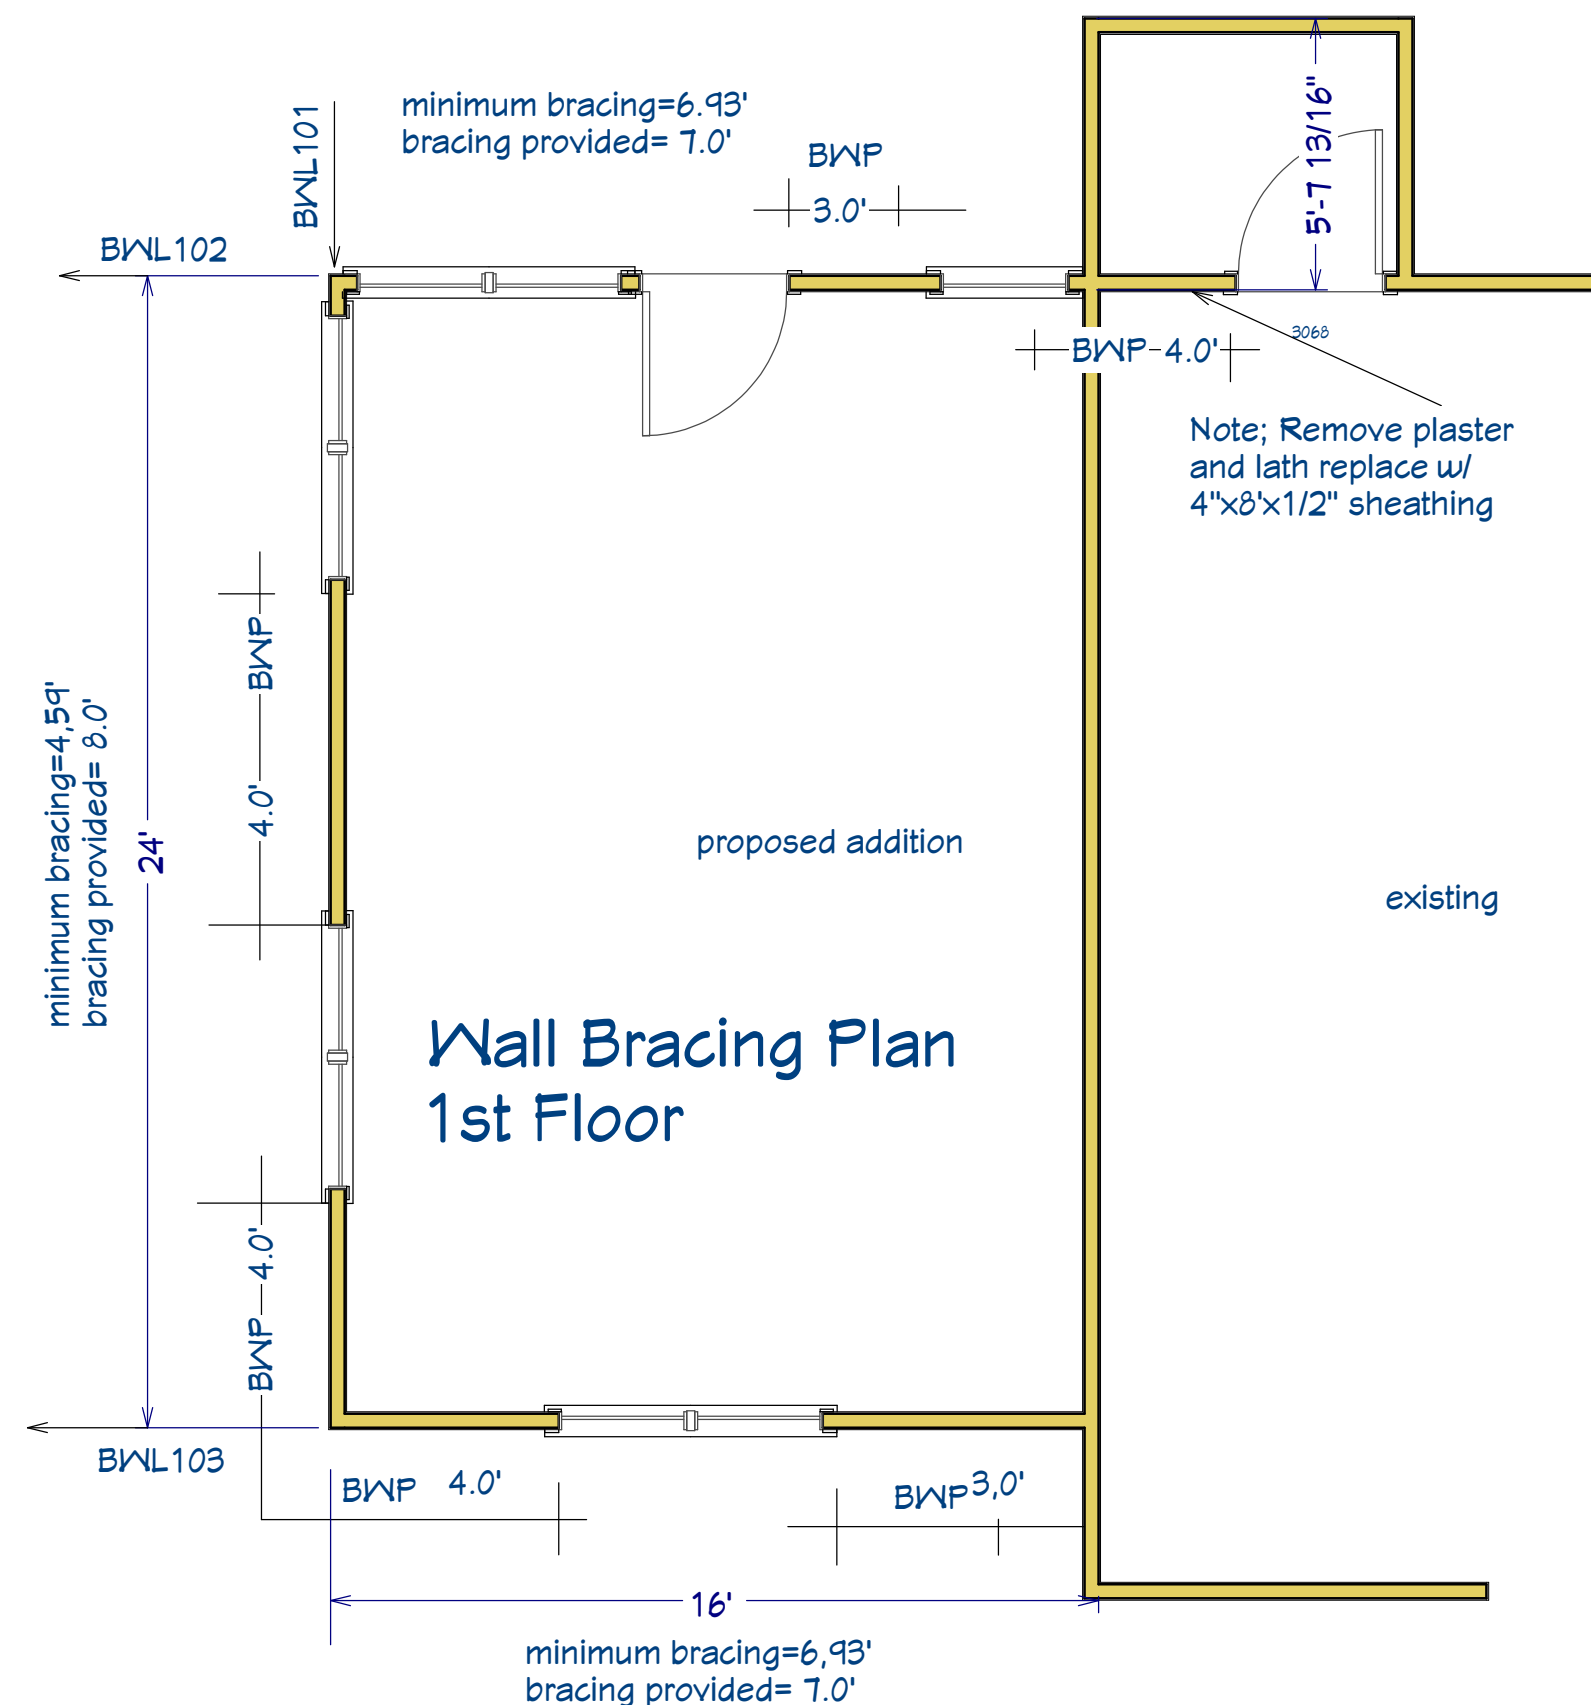 minimum bracing=6.93'
bracing provided= 7.0'
BWL101
BWP
3.0'
5'-7 13/16"
BWL102
3068
BWP 4.0'
Note; Remove plaster
and lath replace w/
4"x8'x1/2" sheathing
BWP
4.0'
minimum bracing=4,59'
bracing provided= 8.0'
24'
proposed addition
existing
Wall Bracing Plan
1st Floor
BWP 4.0'
BWL103
BWP 4.0'
BWP 3,0'
16'
minimum bracing=6,93'
bracing provided= 7.0'